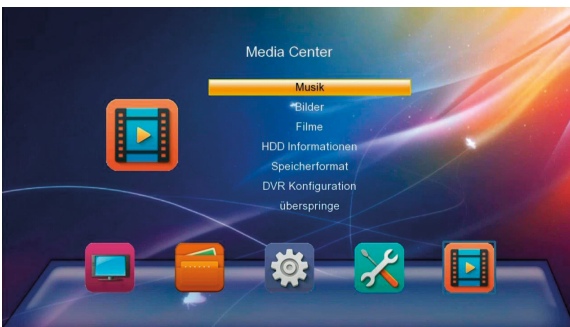 Media Center
Musik
Bilder
Filme
HDD Informationen
Speicherformat
DVR Konfiguration
überspringe